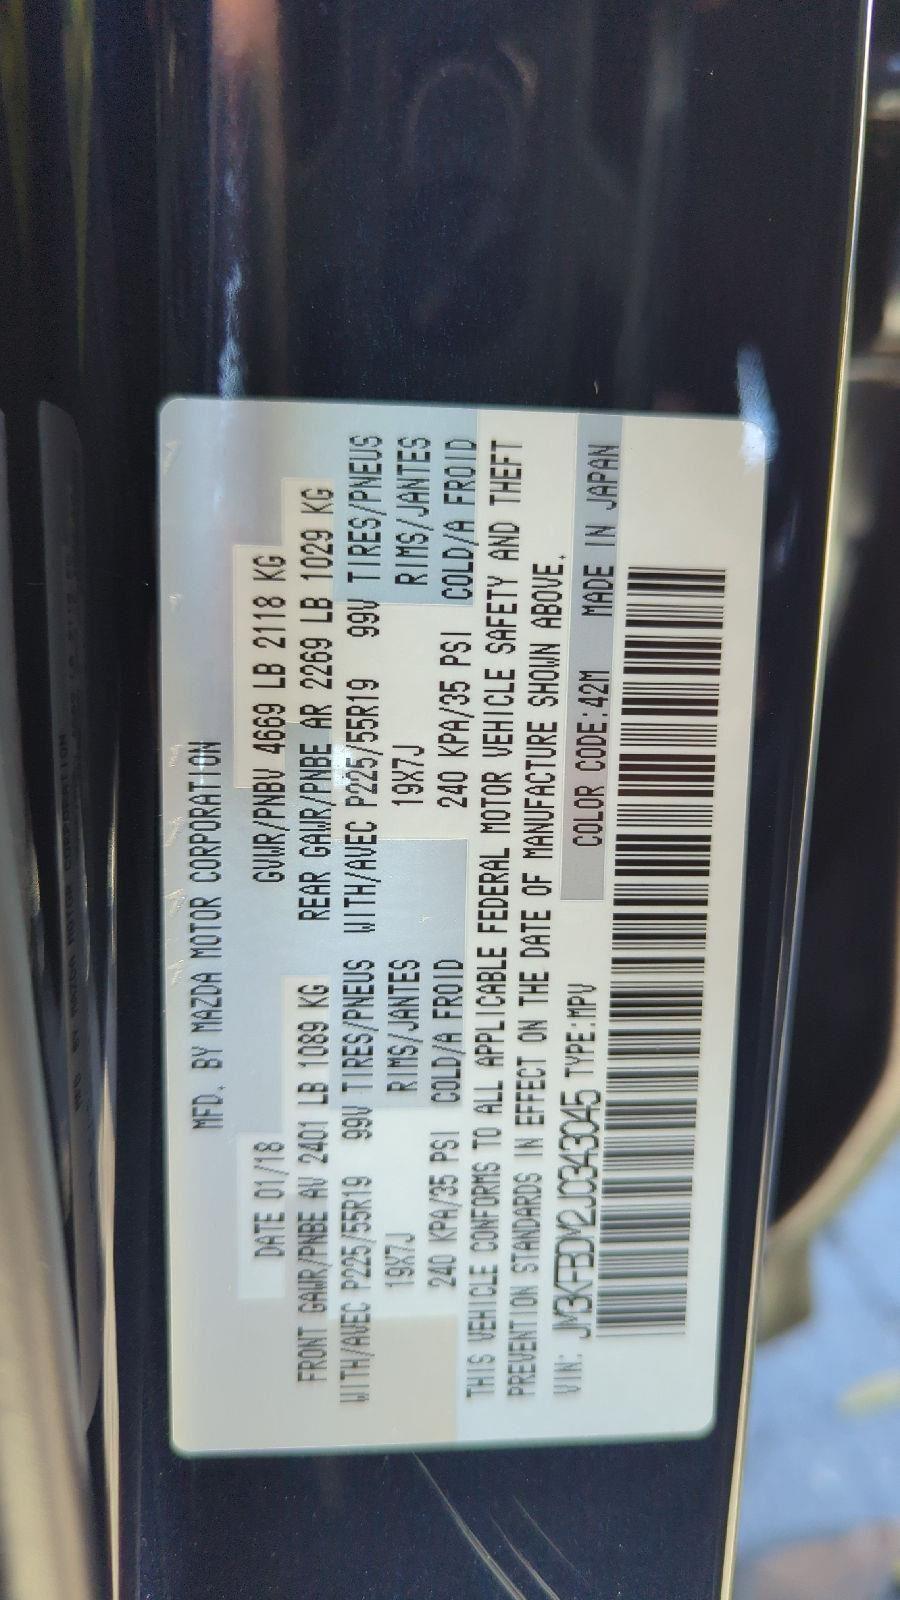 MFD. BY MAZDA MOTOR CORPORATION
DATE 01/18 GVWR/PNBV 4669 LB 2118 KG
FRONT GAWR/PNBE AV 2401 LB 1089 KG REAR GAWR/PNBE AR 2269 LB 1029 KG
WITH/AVEC P225/55R19 99V TIRES/PNEUS WITH/AVEC P225/55R19 99V TIRES/PNEUS
19X7J RIMS/JANTES 19X7J RIMS/JANTES
240 KPA/35 PSI COLD/A FROID 240 KPA/35 PSI COLD/A FROID
THIS VEHICLE CONFORMS TO ALL APPLICABLE FEDERAL MOTOR VEHICLE SAFETY AND THEFT
PREVENTION STANDARDS IN EFFECT ON THE DATE OF MANUFACTURE SHOWN ABOVE.
VIN: JM3KFBDM2J0343045 TYPE:MPV COLOR CODE:42M MADE IN JAPAN